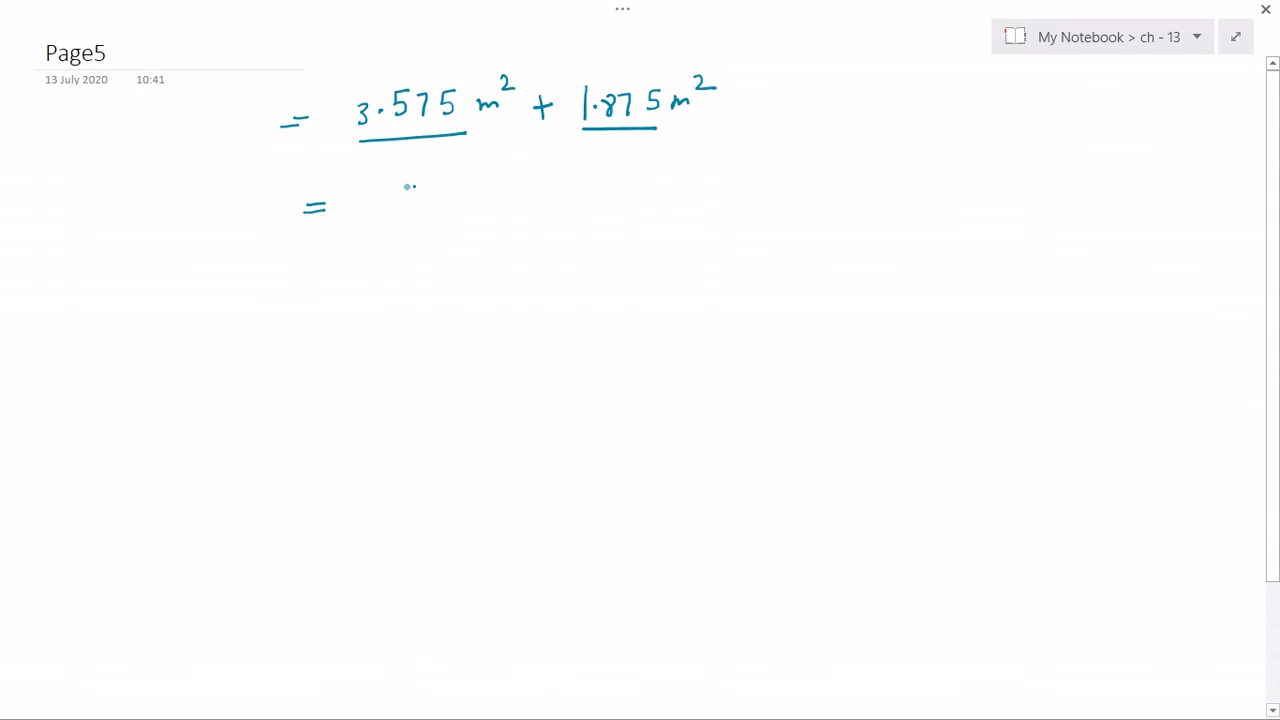 ...
My Notebook > ch - 13
Page5
13 July 2020 10:41
= 3.575 m² + 1.875 m²
=